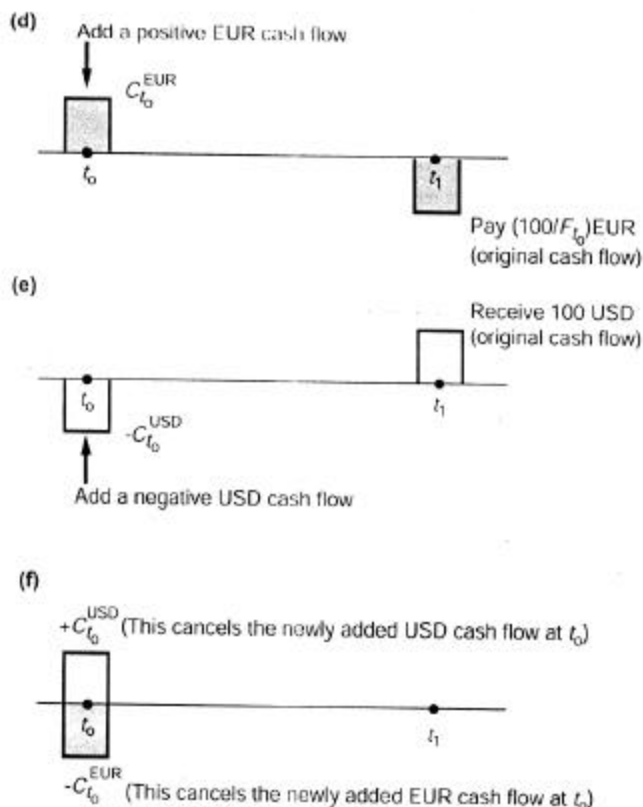 (d)
Add a positive EUR cash flow
C_{t_0}^{EUR}
t_0
t_1
Pay (100/F_{t_0})EUR
(original cash flow)
(e)
Receive 100 USD
(original cash flow)
t_0
t_1
-C_{t_0}^{USD}
Add a negative USD cash flow
(f)
+C_{t_0}^{USD} (This cancels the newly added USD cash flow at t_0)
t_0
t_1
-C_{t_0}^{EUR} (This cancels the newly added EUR cash flow at t_0)